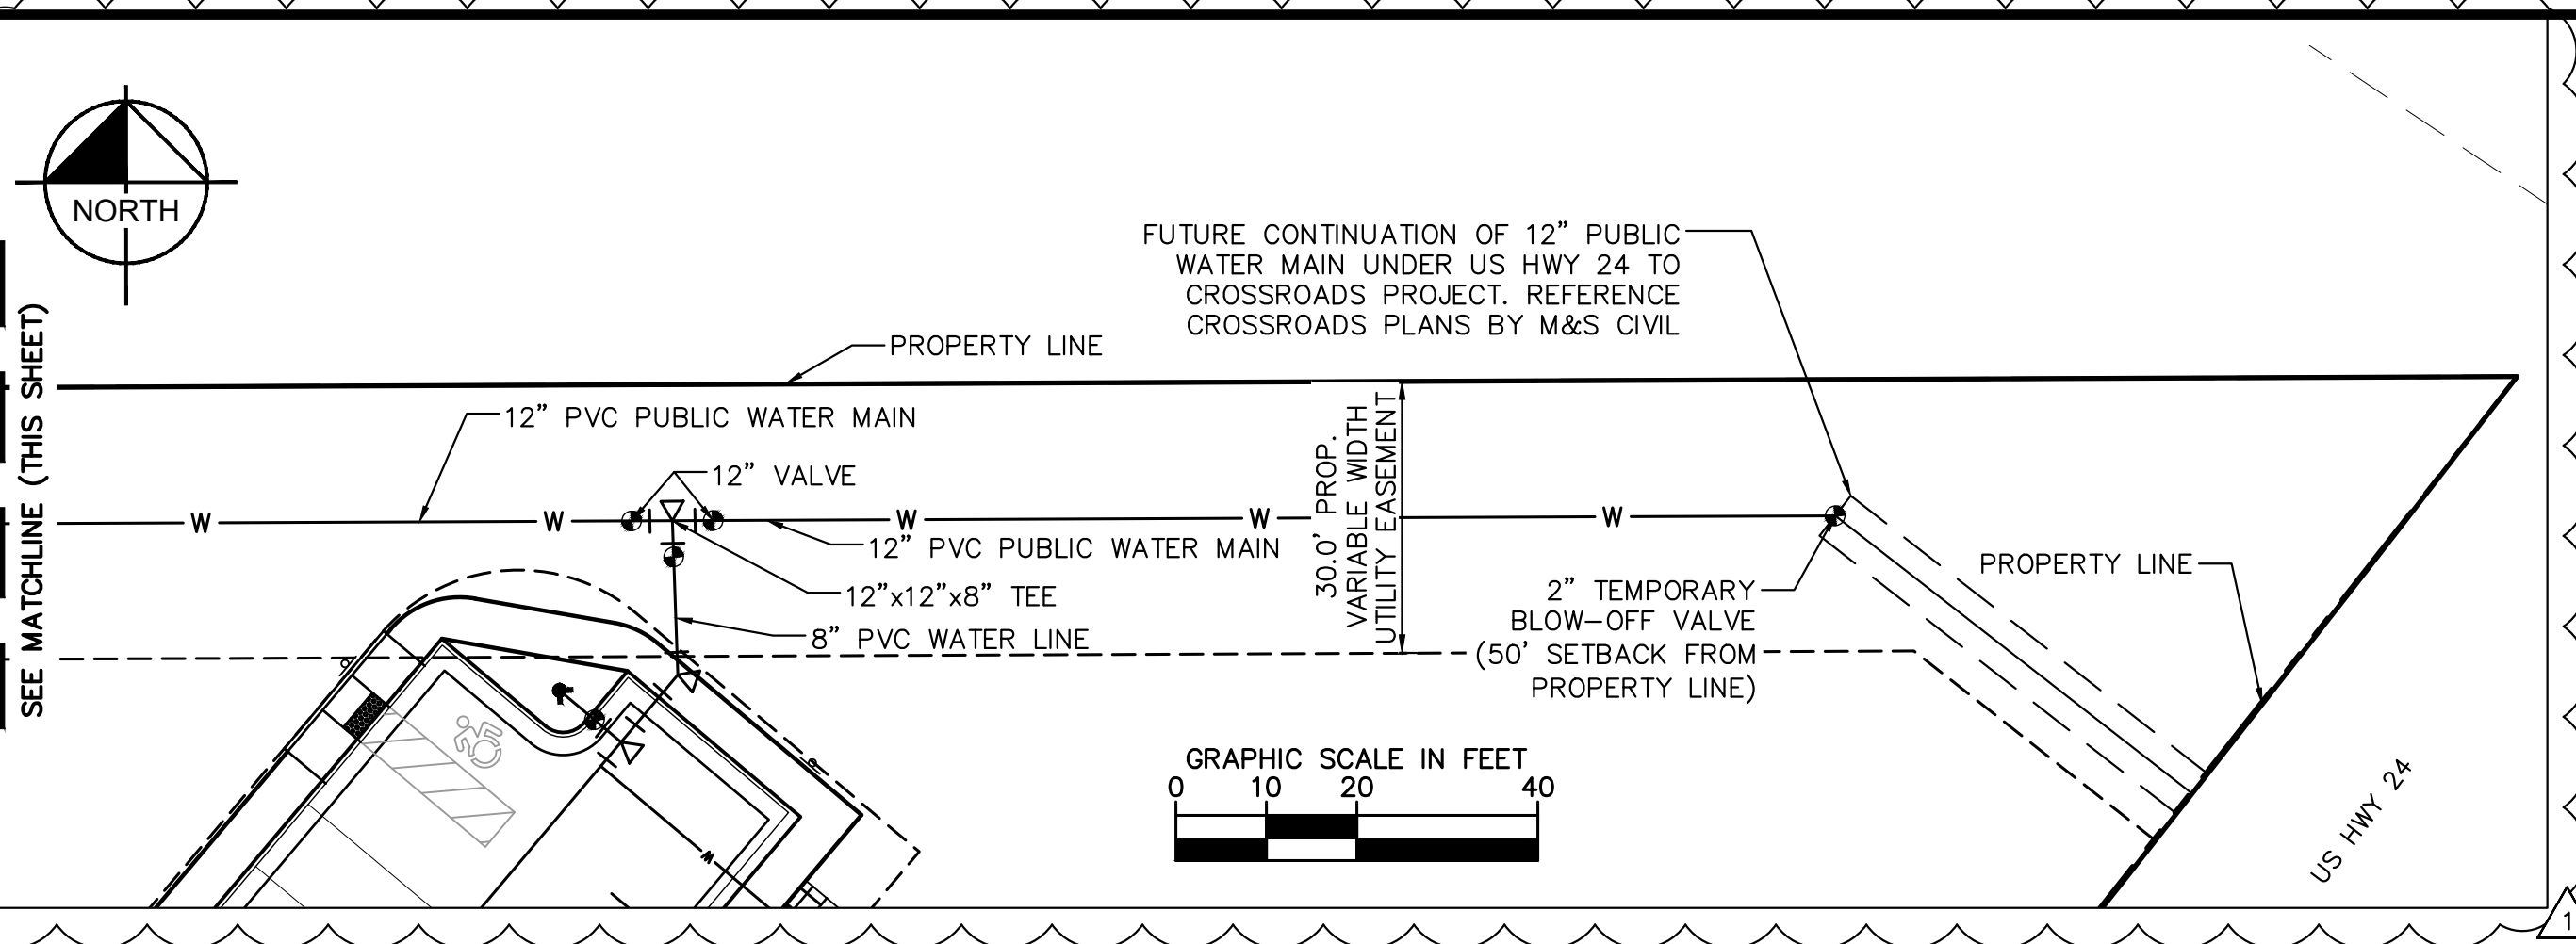 NORTH
SEE MATCHLINE (THIS SHEET)
FUTURE CONTINUATION OF 12” PUBLIC
WATER MAIN UNDER US HWY 24 TO
CROSSROADS PROJECT. REFERENCE
CROSSROADS PLANS BY M&S CIVIL
PROPERTY LINE
12” PVC PUBLIC WATER MAIN
12” VALVE
W
W
W
W
W
12” PVC PUBLIC WATER MAIN
12”x12”x8” TEE
8” PVC WATER LINE
30.0’ PROP.
VARIABLE WIDTH
UTILITY EASEMENT
2” TEMPORARY
BLOW-OFF VALVE
(50’ SETBACK FROM
PROPERTY LINE)
PROPERTY LINE
GRAPHIC SCALE IN FEET
0 10 20 40
W
US HWY 24
1